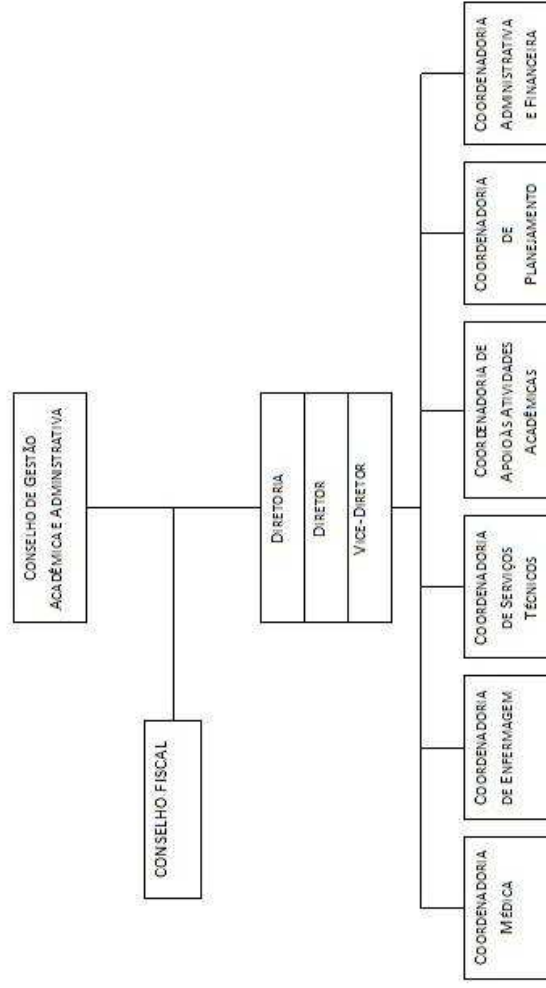 CONSELHO DE GESTÃO
ACADÊMICA E ADMINISTRATIVA
CONSELHO FISCAL
DIRETORIA
DIRETOR
VICE-DIRETOR
COORDENADORIA
MÉDICA
COORDENADORIA
DE ENFERMAGEM
COORDENADORIA
DE SERVIÇOS
TÉCNICOS
COORDENADORIA DE
APOIO ÀS ATIVIDADES
ACADÊMICAS
COORDENADORIA
DE
PLANEJAMENTO
COORDENADORIA
ADMINISTRATIVA
E FINANCEIRA